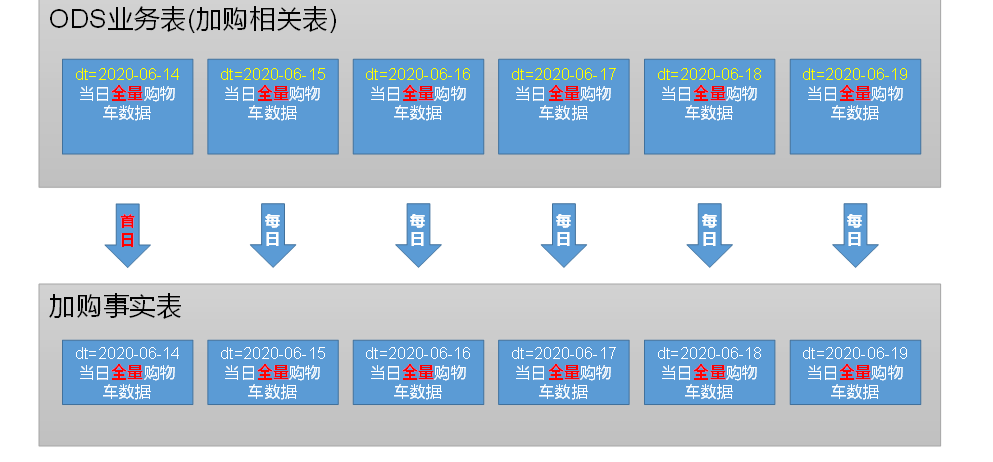 ODS业务表(加购相关表)
dt=2020-06-14
当日全量购物
车数据
dt=2020-06-15
当日全量购物
车数据
dt=2020-06-16
当日全量购物
车数据
dt=2020-06-17
当日全量购物
车数据
dt=2020-06-18
当日全量购物
车数据
dt=2020-06-19
当日全量购物
车数据
首
日
每
日
每
日
每
日
每
日
每
日
加购事实表
dt=2020-06-14
当日全量购物
车数据
dt=2020-06-15
当日全量购物
车数据
dt=2020-06-16
当日全量购物
车数据
dt=2020-06-17
当日全量购物
车数据
dt=2020-06-18
当日全量购物
车数据
dt=2020-06-19
当日全量购物
车数据